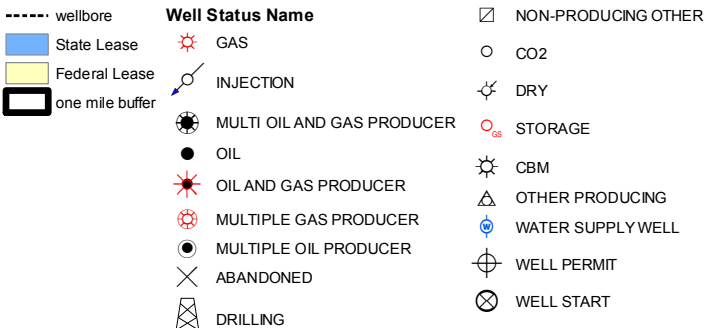 wellbore
State Lease
Federal Lease
one mile buffer
Well Status Name
GAS
INJECTION
MULTI OIL AND GAS PRODUCER
OIL
OIL AND GAS PRODUCER
MULTIPLE GAS PRODUCER
MULTIPLE OIL PRODUCER
ABANDONED
DRILLING
NON-PRODUCING OTHER
CO2
DRY
GS STORAGE
CBM
OTHER PRODUCING
W WATER SUPPLY WELL
WELL PERMIT
WELL START